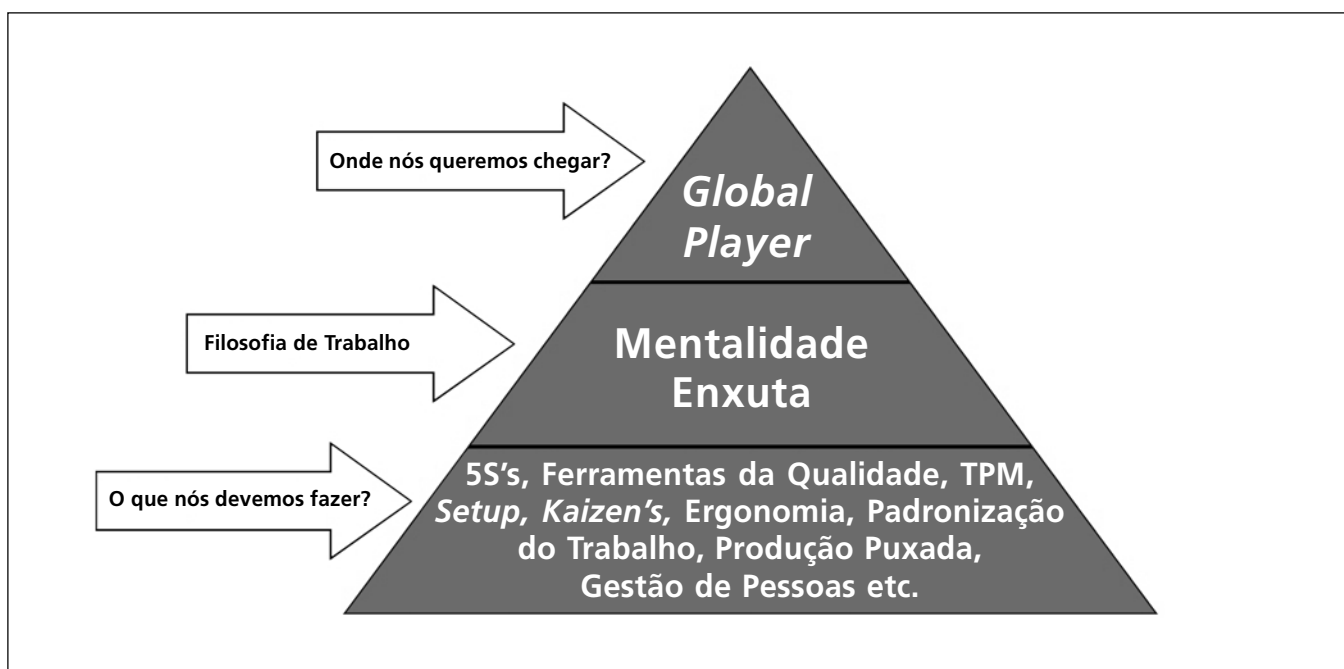 Onde nós queremos chegar?
Global
Player
Filosofia de Trabalho
Mentalidade
Enxuta
O que nós devemos fazer?
5S's, Ferramentas da Qualidade, TPM,
Setup, Kaizen's, Ergonomia, Padronização
do Trabalho, Produção Puxada,
Gestão de Pessoas etc.